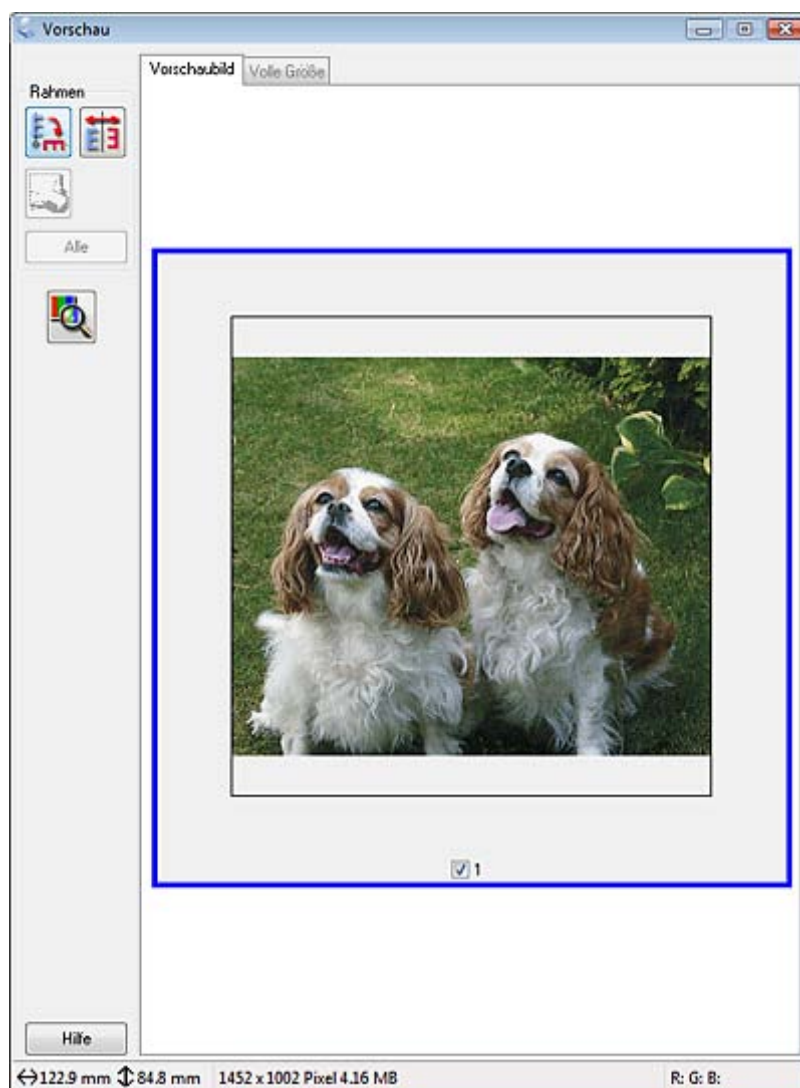 Vorschau
Vorschaubild
Volle Größe
Rahmen
Alle
1
Hilfe
122.9 mm 84.8 mm 1452 x 1002 Pixel 4.16 MB R: G: B: